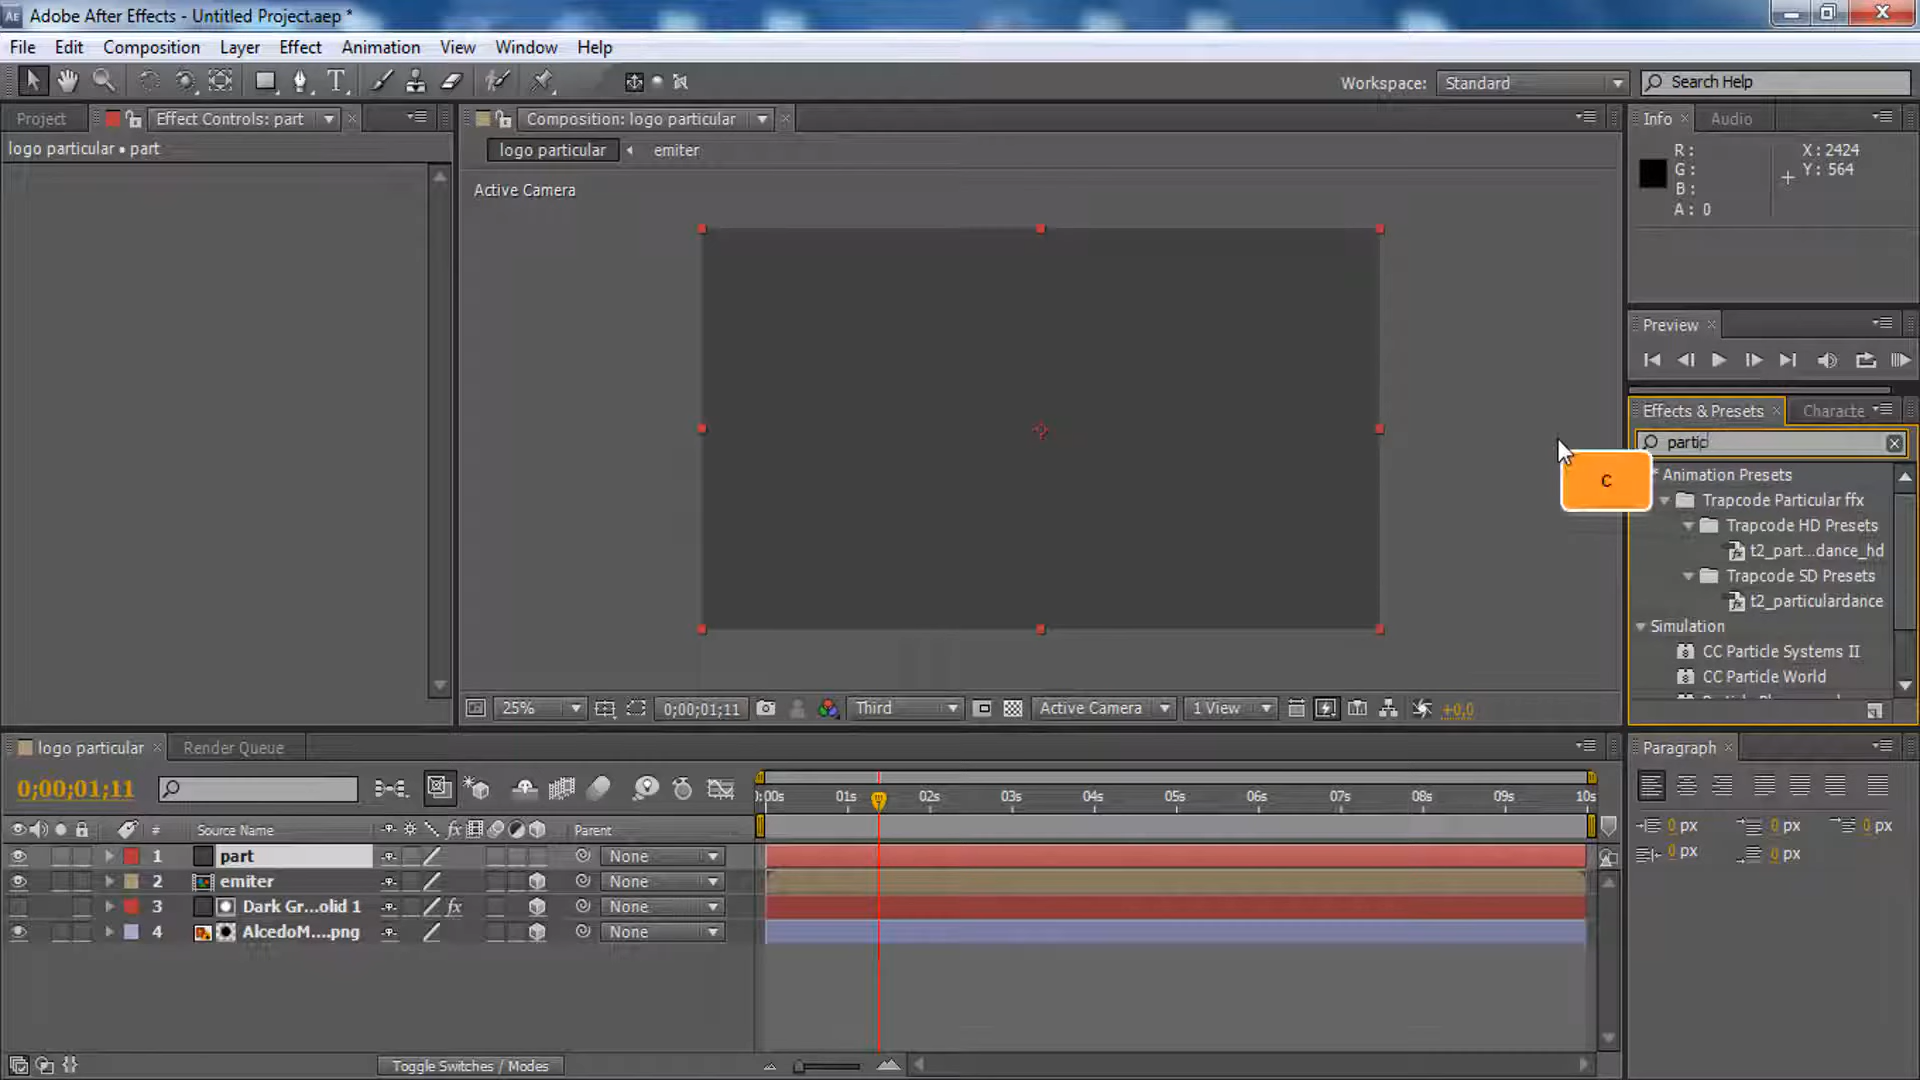 Adobe After Effects - Untitled Project.aep *
File Edit Composition Layer Effect Animation View Window Help
Workspace: Standard Search Help
Project Effect Controls: part Composition: logo particular Info Audio
logo particular • part
logo particular emiter
Active Camera
R :
G :
B :
A : 0
X : 2424
Y : 564
Preview
Effects & Presets Characte
partic
C
* Animation Presets
Trapcode Particular ffx
Trapcode HD Presets
t2_part...dance_hd
Trapcode SD Presets
t2_particulardance
Simulation
CC Particle Systems II
CC Particle World
25% 0;00;01;11 Third Active Camera 1 View +0,0
logo particular Render Queue Paragraph
0;00;01;11
0:00s 01s 02s 03s 04s 05s 06s 07s 08s 09s 10s
# Source Name fx Parent
1 part None
2 emiter None
3 Dark Gr...olid 1 fx None
4 AlcedoM....png None
0 px 0 px 0 px
0 px 0 px
Toggle Switches / Modes